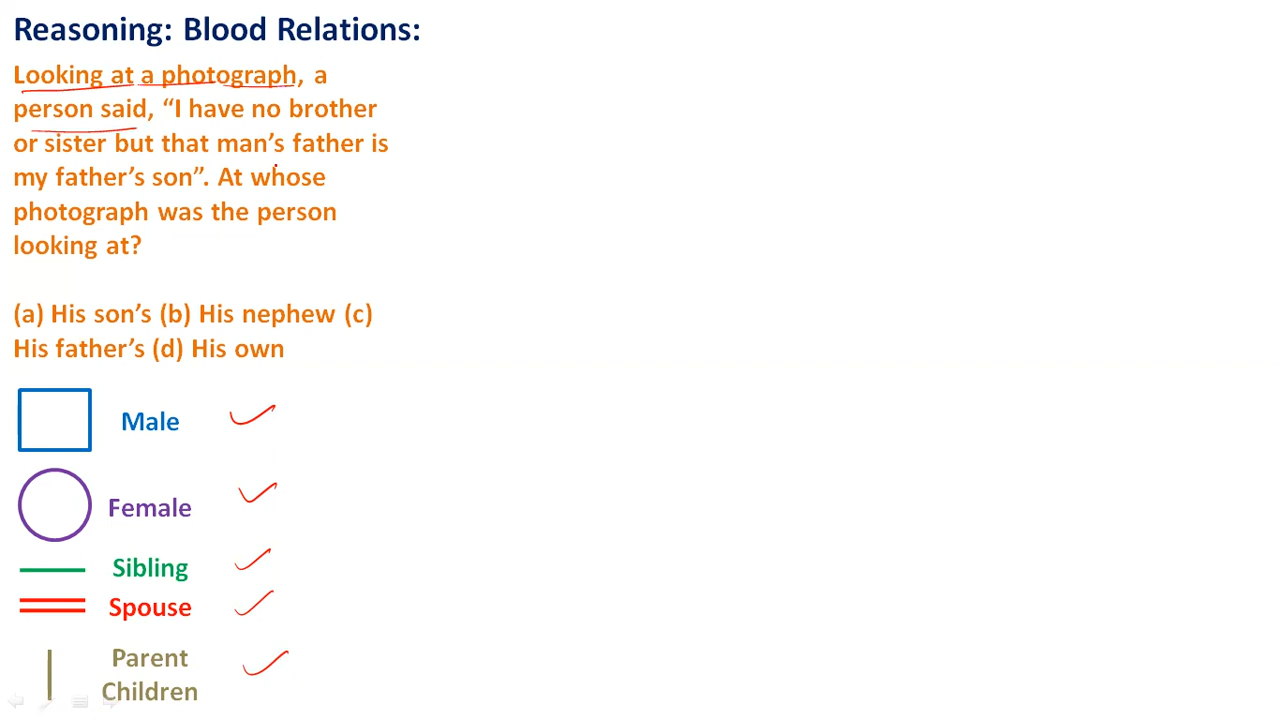 Reasoning: Blood Relations:
Looking at a photograph, a
person said, “I have no brother
or sister but that man’s father is
my father’s son”. At whose
photograph was the person
looking at?
(a) His son’s (b) His nephew (c)
His father’s (d) His own
Male
Female
Sibling
Spouse
Parent
Children